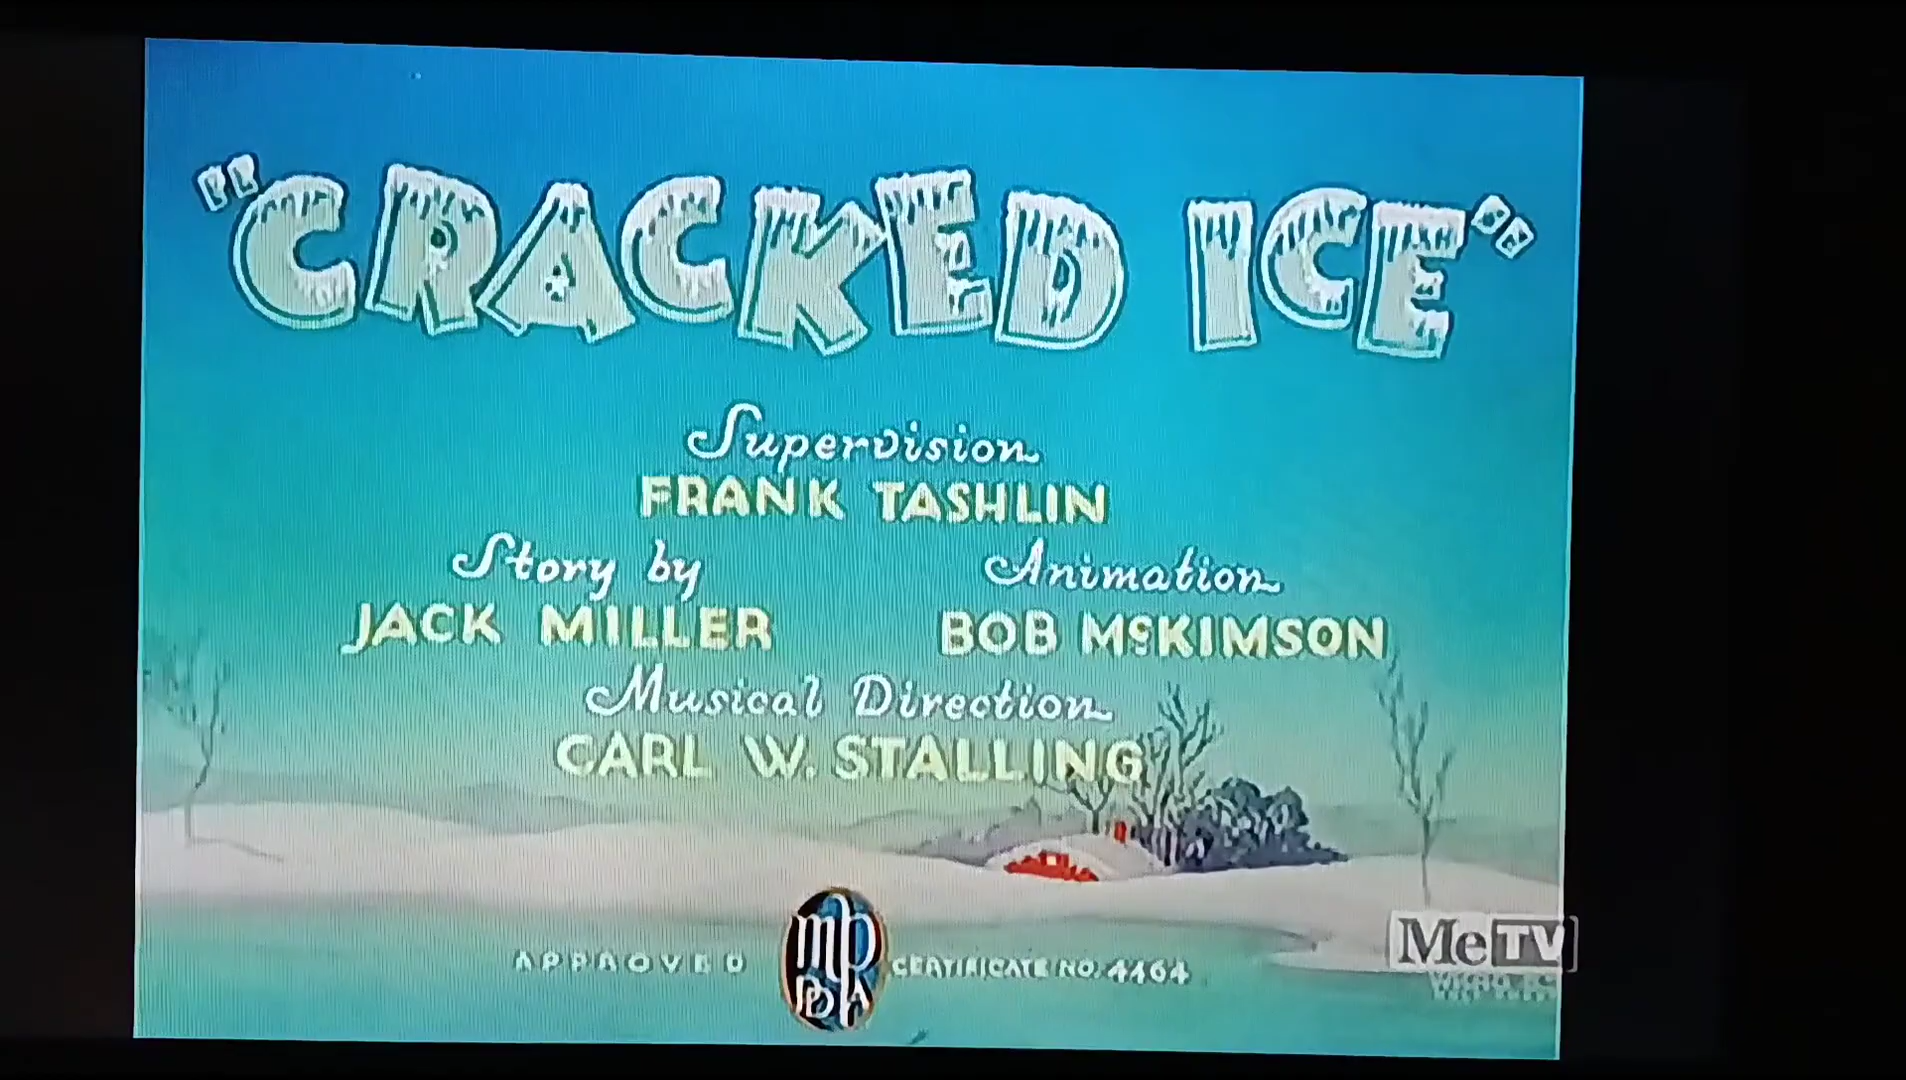 "CRACKED ICE"
Supervision
FRANK TASHLIN
Story by
JACK MILLER
Animation
BOB McKIMSON
Musical Direction
CARL W. STALLING
APPROVED
MPPDA
CERTIFICATE NO. 4464
MeTV